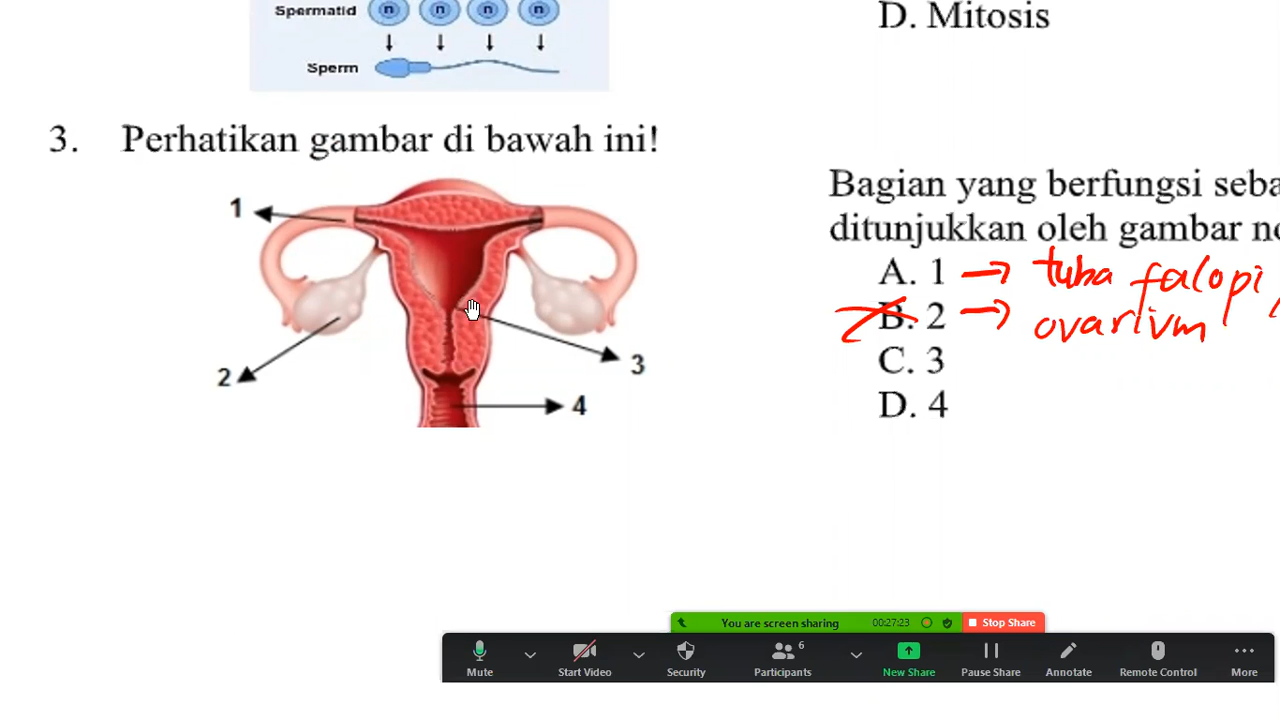 Spermatid n n n n
Sperm
D. Mitosis
3. Perhatikan gambar di bawah ini!
1
2
3
4
Bagian yang berfungsi
ditunjukkan oleh gambar
A. 1 → tuba falopi
B. 2 → ovarium
C. 3
D. 4
You are screen sharing 00:27:23 Stop Share
Mute Start Video Security Participants 6 New Share Pause Share Annotate Remote Control More